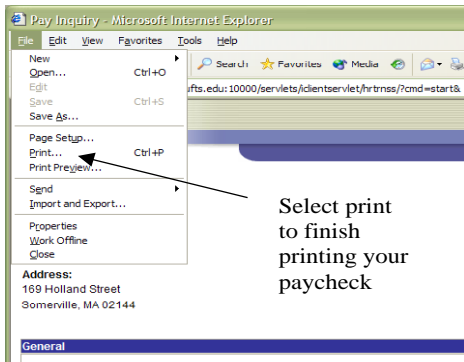 Pay Inquiry - Microsoft Internet Explorer
File Edit View Favorites Tools Help
New
Open... Ctrl+O
Edit
Save Ctrl+S
Save As...
Page Setup...
Print... Ctrl+P
Print Preview...
Send
Import and Export...
Properties
Work Offline
Close
Search Favorites Media
fts.edu:10000/servlets/iclientservlet/hrtrnss/?cmd=start&
Select print
to finish
printing your
paycheck
Address:
169 Holland Street
Somerville, MA 02144
General